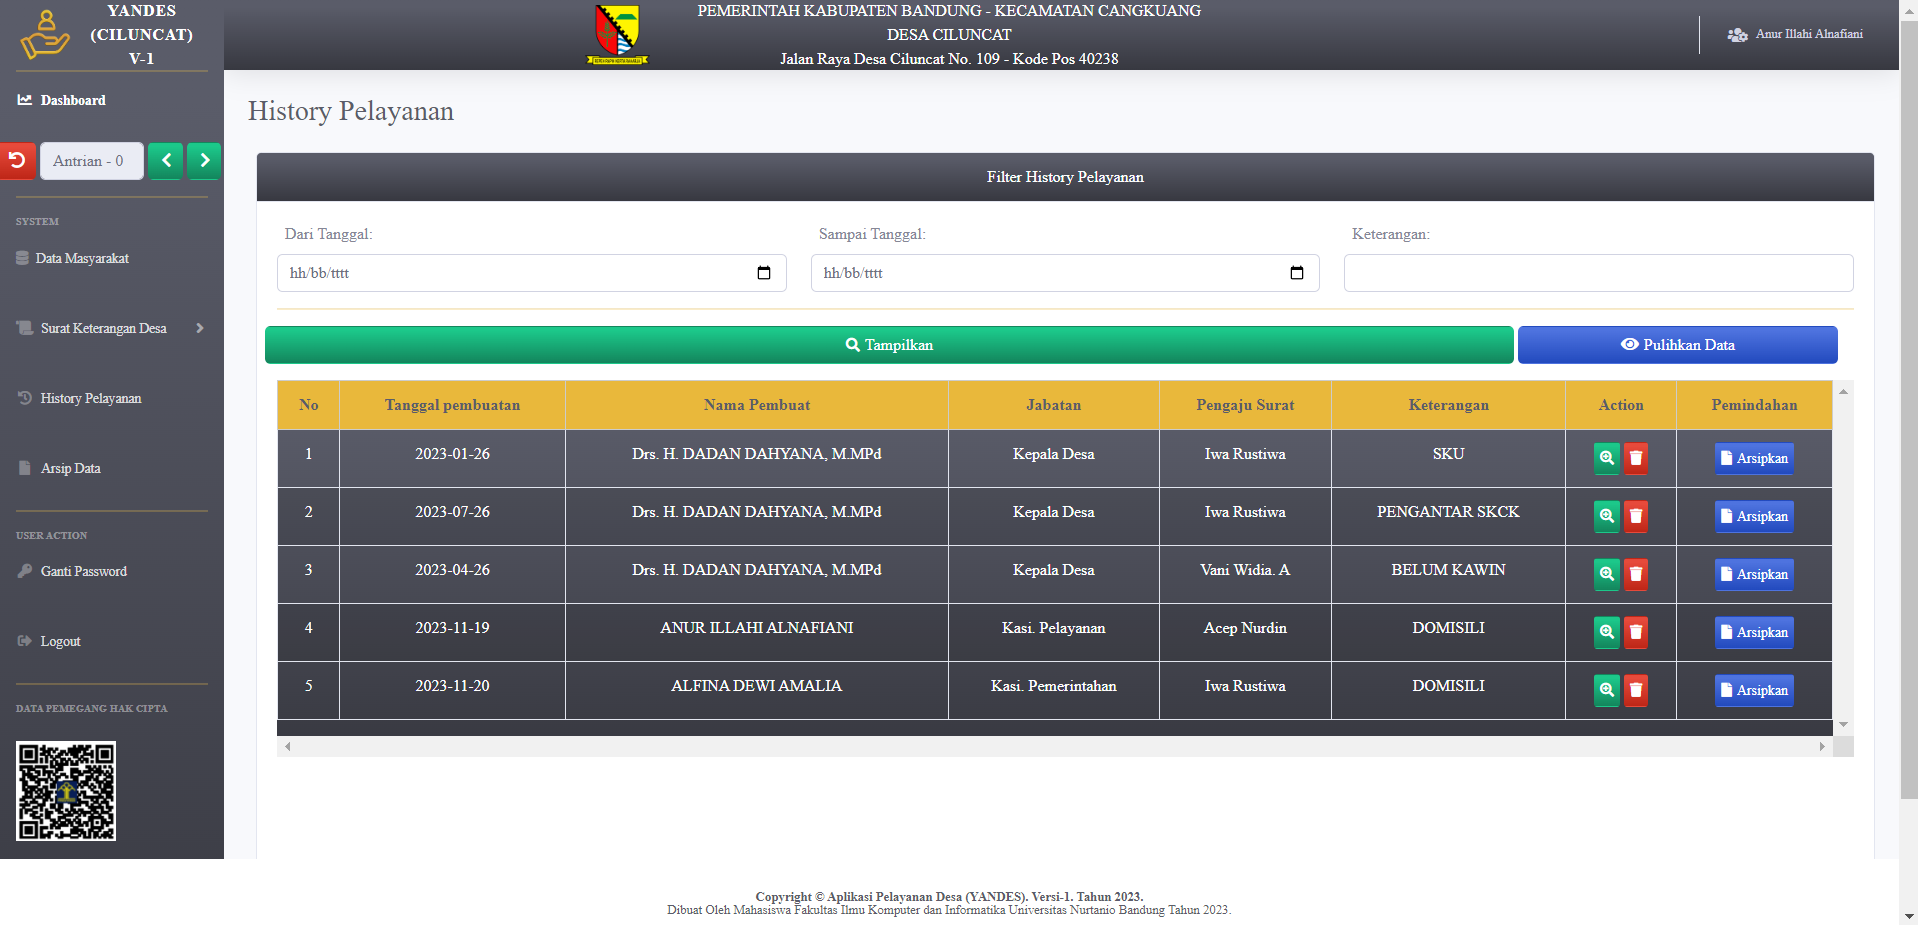 YANDES
(CILUNCAT)
V-1
PEMERINTAH KABUPATEN BANDUNG - KECAMATAN CANGKUANG
DESA CILUNCAT
Jalan Raya Desa Ciluncat No. 109 - Kode Pos 40238
Anur Illahi Alnafiani
Dashboard
Antrian - 0
SYSTEM
Data Masyarakat
Surat Keterangan Desa
History Pelayanan
Arsip Data
USER ACTION
Ganti Password
Logout
DATA PEMEGANG HAK CIPTA
History Pelayanan
Filter History Pelayanan
Dari Tanggal: Sampai Tanggal: Keterangan:
hh/bb/tttt hh/bb/tttt
Tampilkan Pulihkan Data
No Tanggal pembuatan Nama Pembuat Jabatan Pengaju Surat Keterangan Action Pemindahan
1 2023-01-26 Drs. H. DADAN DAHYANA, M.MPd Kepala Desa Iwa Rustiwa SKU Arsipkan
2 2023-07-26 Drs. H. DADAN DAHYANA, M.MPd Kepala Desa Iwa Rustiwa PENGANTAR SKCK Arsipkan
3 2023-04-26 Drs. H. DADAN DAHYANA, M.MPd Kepala Desa Vani Widia. A BELUM KAWIN Arsipkan
4 2023-11-19 ANUR ILLAHI ALNAFIANI Kasi. Pelayanan Acep Nurdin DOMISILI Arsipkan
5 2023-11-20 ALFINA DEWI AMALIA Kasi. Pemerintahan Iwa Rustiwa DOMISILI Arsipkan
Copyright © Aplikasi Pelayanan Desa (YANDES). Versi-1. Tahun 2023.
Dibuat Oleh Mahasiswa Fakultas Ilmu Komputer dan Informatika Universitas Nurtanio Bandung Tahun 2023.